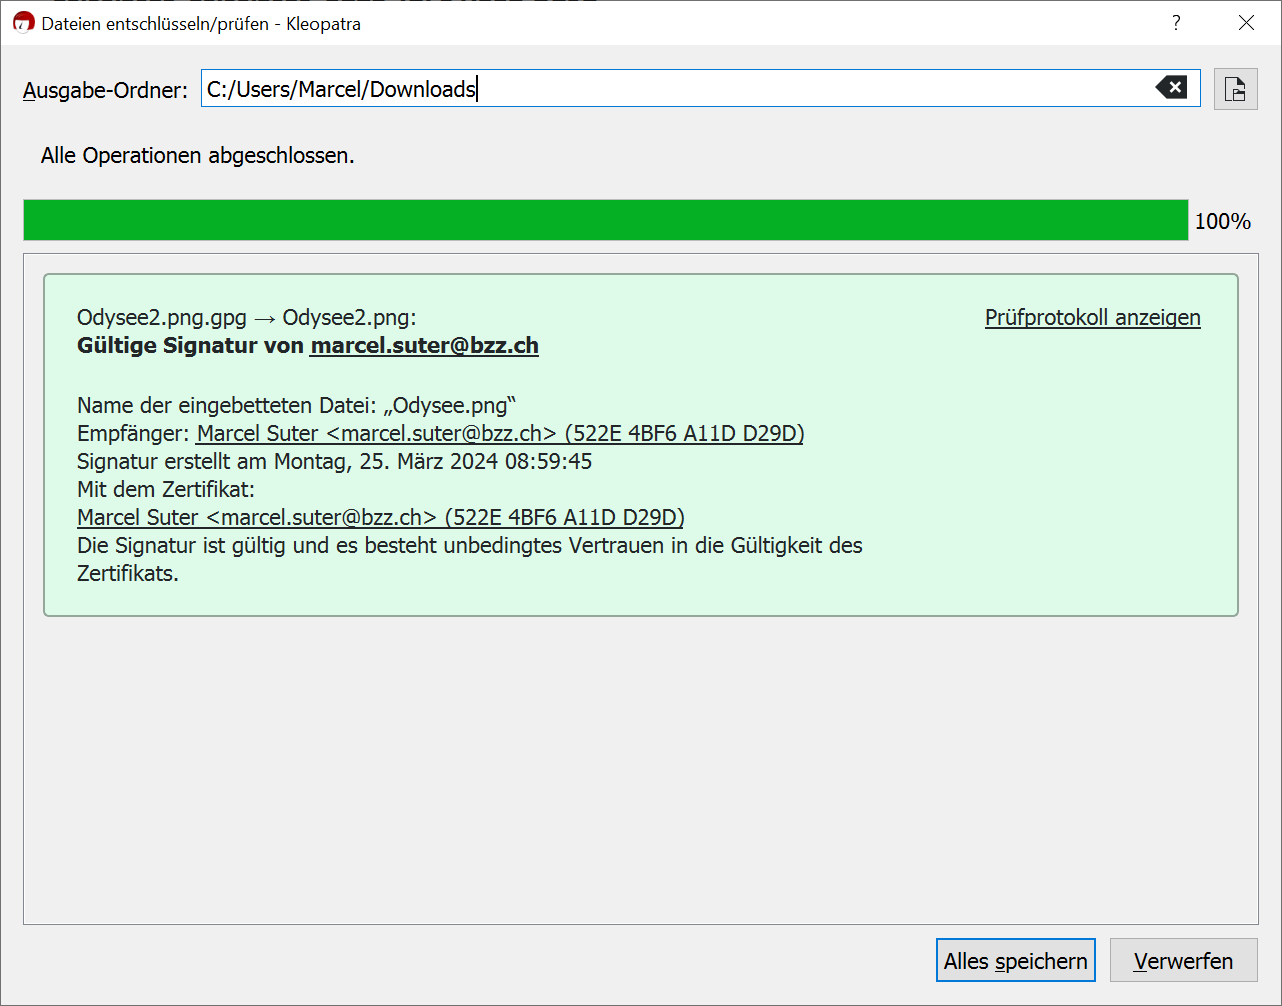 Dateien entschlüsseln/prüfen - Kleopatra
?
Ausgabe-Ordner: C:/Users/Marcel/Downloads
Alle Operationen abgeschlossen.
100%
Odysee2.png.gpg → Odysee2.png:
Prüfprotokoll anzeigen
Gültige Signatur von marcel.suter@bzz.ch
Name der eingebetteten Datei: „Odysee.png“
Empfänger: Marcel Suter <marcel.suter@bzz.ch> (522E 4BF6 A11D D29D)
Signatur erstellt am Montag, 25. März 2024 08:59:45
Mit dem Zertifikat:
Marcel Suter <marcel.suter@bzz.ch> (522E 4BF6 A11D D29D)
Die Signatur ist gültig und es besteht unbedingtes Vertrauen in die Gültigkeit des
Zertifikats.
Alles speichern
Verwerfen